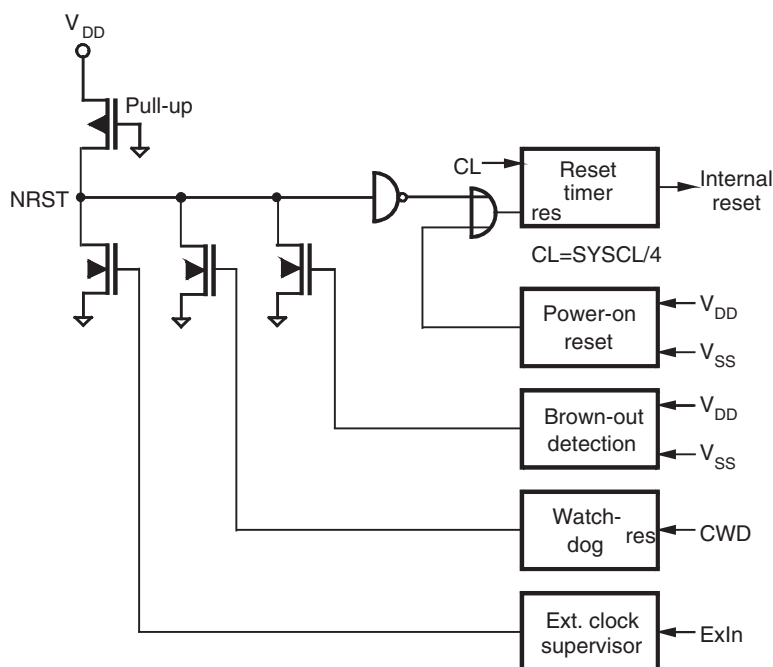 V_DD
Pull-up
NRST
CL
Reset
timer
res
Internal
reset
CL=SYSCL/4
Power-on
reset
V_DD
V_SS
Brown-out
detection
V_DD
V_SS
Watch-
dog
res
CWD
Ext. clock
supervisor
ExIn